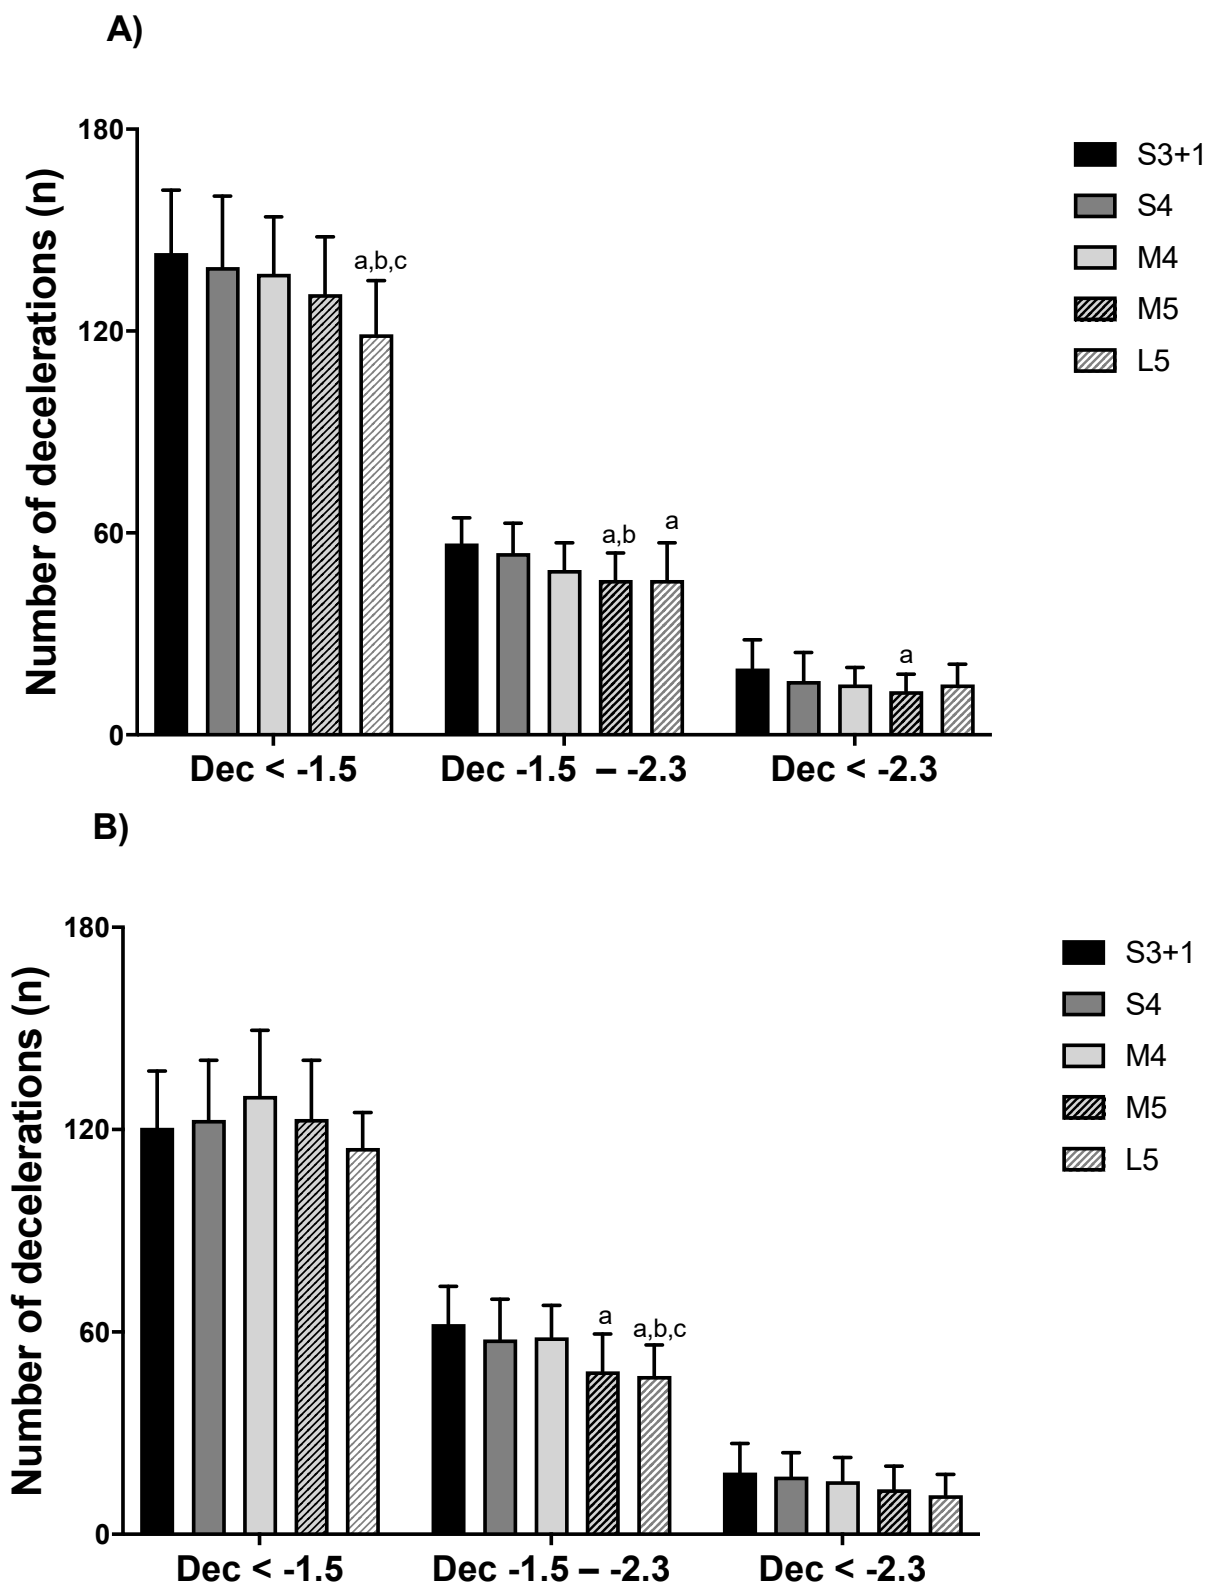 A)
Number of decelerations (n)
180
120
60
0
a,b,c
a,b
a
a
Dec < -1.5
Dec -1.5 – -2.3
Dec < -2.3
S3+1
S4
M4
M5
L5
B)
Number of decelerations (n)
180
120
60
0
a
a,b,c
Dec < -1.5
Dec -1.5 – -2.3
Dec < -2.3
S3+1
S4
M4
M5
L5